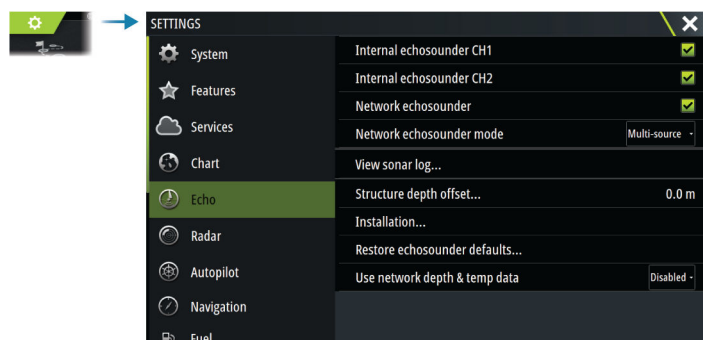 SETTINGS
System
Features
Services
Chart
Echo
Radar
Autopilot
Navigation
Fuel
Internal echosounder CH1
Internal echosounder CH2
Network echosounder
Network echosounder mode Multi-source
View sonar log...
Structure depth offset... 0.0 m
Installation...
Restore echosounder defaults...
Use network depth & temp data Disabled